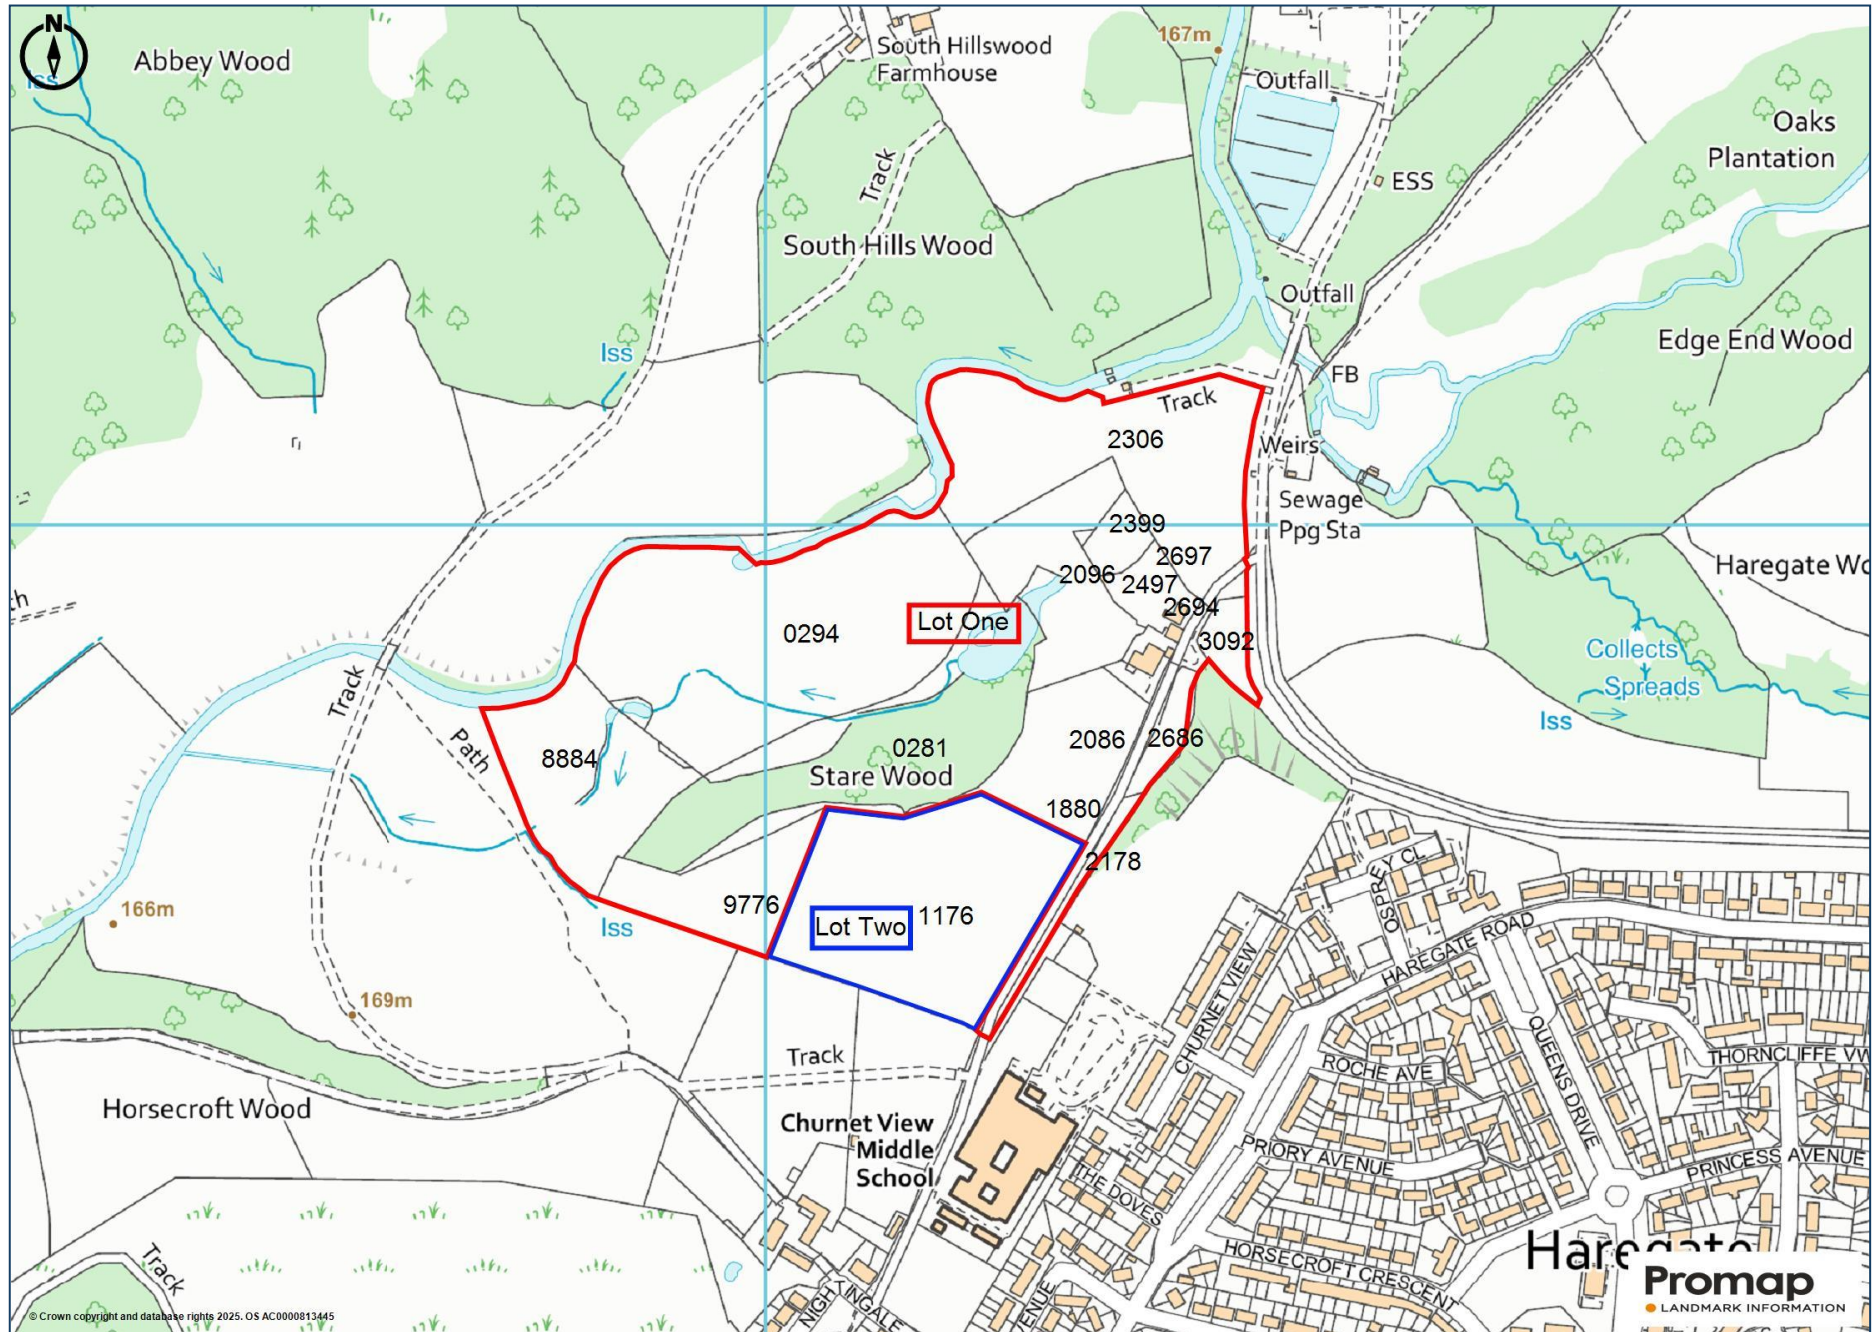 N
Iss
Abbey Wood
South Hillswood
Farmhouse
167m
Outfall
Oaks
Plantation
ESS
Track
South Hills Wood
Outfall
Edge End Wood
Iss
FB
Track
2306
Weirs
Sewage
Ppg Sta
2399
2697
2096
2497
2694
3092
Haregate Wo
Lot One
0294
Collects
Spreads
Iss
Track
Path
8884
0281
Stare Wood
2086
2686
1880
2178
9776
Lot Two
1176
Iss
166m
169m
OSPREY CL
HAREGATE ROAD
CHURNET VIEW
QUEENS DRIVE
ROCHE AVE
THORNCLIFFE VW
Track
Horsecroft Wood
Churnet View
Middle
School
PRIORY AVENUE
PRINCESS AVENUE
THE DOVES
HORSECROFT CRESCENT
Track
Haregate
Promap
LANDMARK INFORMATION
© Crown copyright and database rights 2025. OS AC0000813445